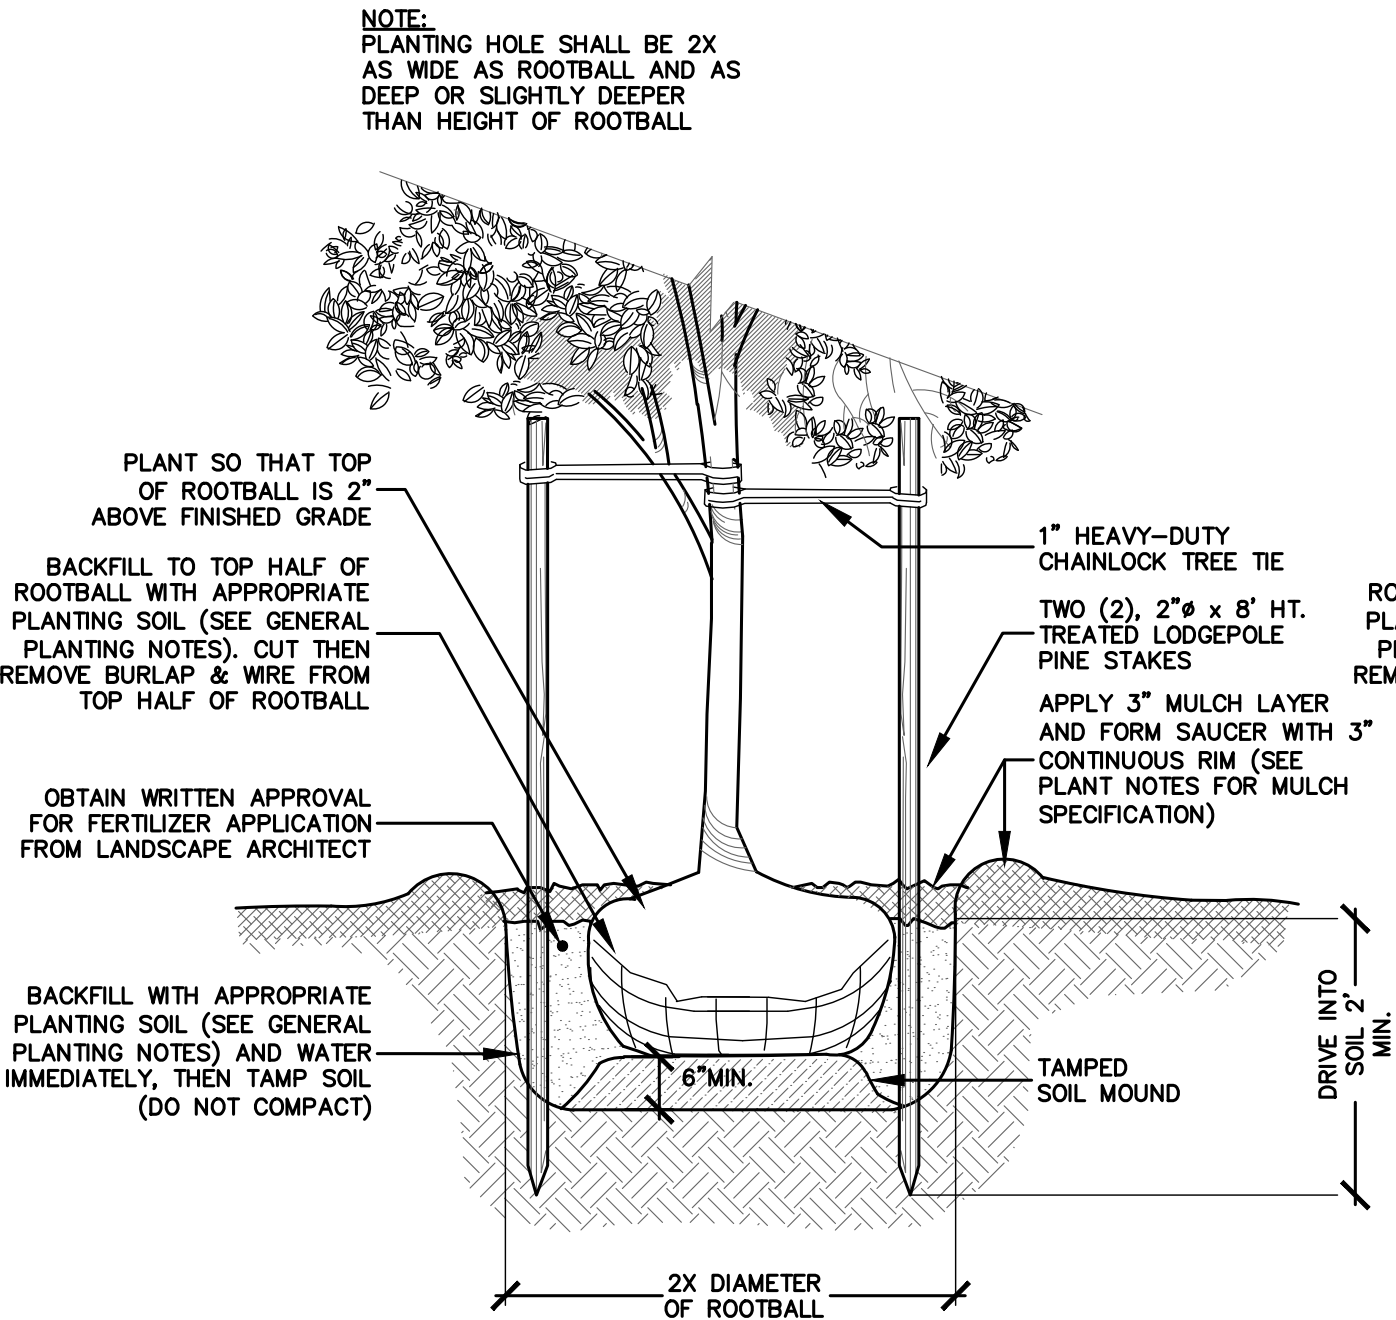 NOTE:
PLANTING HOLE SHALL BE 2X
AS WIDE AS ROOTBALL AND AS
DEEP OR SLIGHTLY DEEPER
THAN HEIGHT OF ROOTBALL
PLANT SO THAT TOP
OF ROOTBALL IS 2"
ABOVE FINISHED GRADE
BACKFILL TO TOP HALF OF
ROOTBALL WITH APPROPRIATE
PLANTING SOIL (SEE GENERAL
PLANTING NOTES). CUT THEN
REMOVE BURLAP & WIRE FROM
TOP HALF OF ROOTBALL
OBTAIN WRITTEN APPROVAL
FOR FERTILIZER APPLICATION
FROM LANDSCAPE ARCHITECT
BACKFILL WITH APPROPRIATE
PLANTING SOIL (SEE GENERAL
PLANTING NOTES) AND WATER
IMMEDIATELY, THEN TAMP SOIL
(DO NOT COMPACT)
1" HEAVY-DUTY
CHAINLOCK TREE TIE
TWO (2), 2"ø x 8' HT.
TREATED LODGEPOLE
PINE STAKES
APPLY 3" MULCH LAYER
AND FORM SAUCER WITH 3"
CONTINUOUS RIM (SEE
PLANT NOTES FOR MULCH
SPECIFICATION)
DRIVE INTO
SOIL 2'
MIN.
6"MIN.
TAMPED
SOIL MOUND
2X DIAMETER
OF ROOTBALL
RO
PLA
P
REM